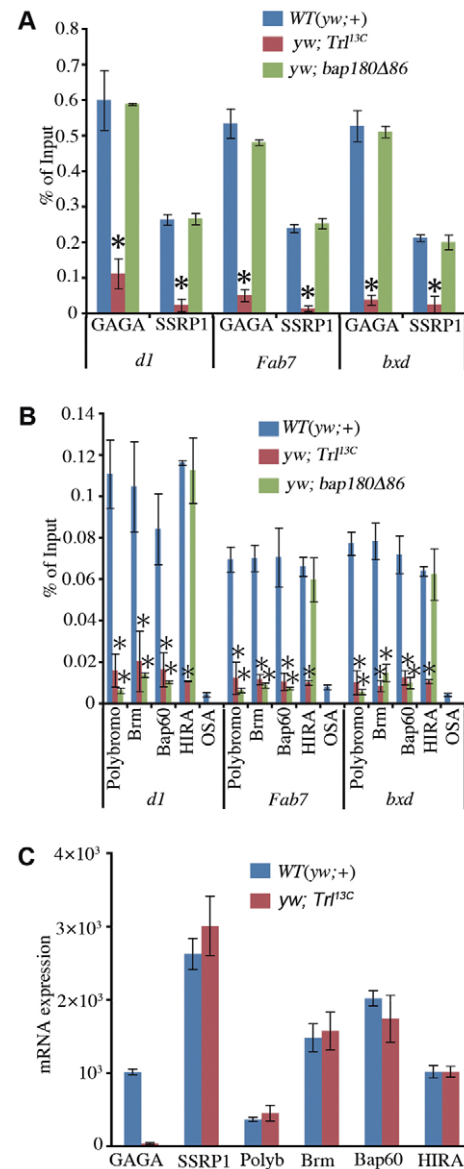 A
WT(yw;+)
yw; Trl13C
yw; bap180Δ86
0.8
0.7
0.6
0.5
0.4
0.3
0.2
0.1
0
% of Input
*
*
*
*
*
*
GAGA SSRP1 GAGA SSRP1 GAGA SSRP1
d1 Fab7 bxd
B
WT(yw;+)
yw; Trl13C
yw; bap180Δ86
0.14
0.12
0.1
0.08
0.06
0.04
0.02
0
% of Input
* * * * * * * * * * * * * * * * * * * * *
Polybromo Brm Bap60 HIRA OSA Polybromo Brm Bap60 HIRA OSA Polybromo Brm Bap60 HIRA OSA
d1 Fab7 bxd
C
WT(yw;+)
yw; Trl13C
4×10³
3×10³
2×10³
10³
0
mRNA expression
GAGA SSRP1 Polyb Brm Bap60 HIRA